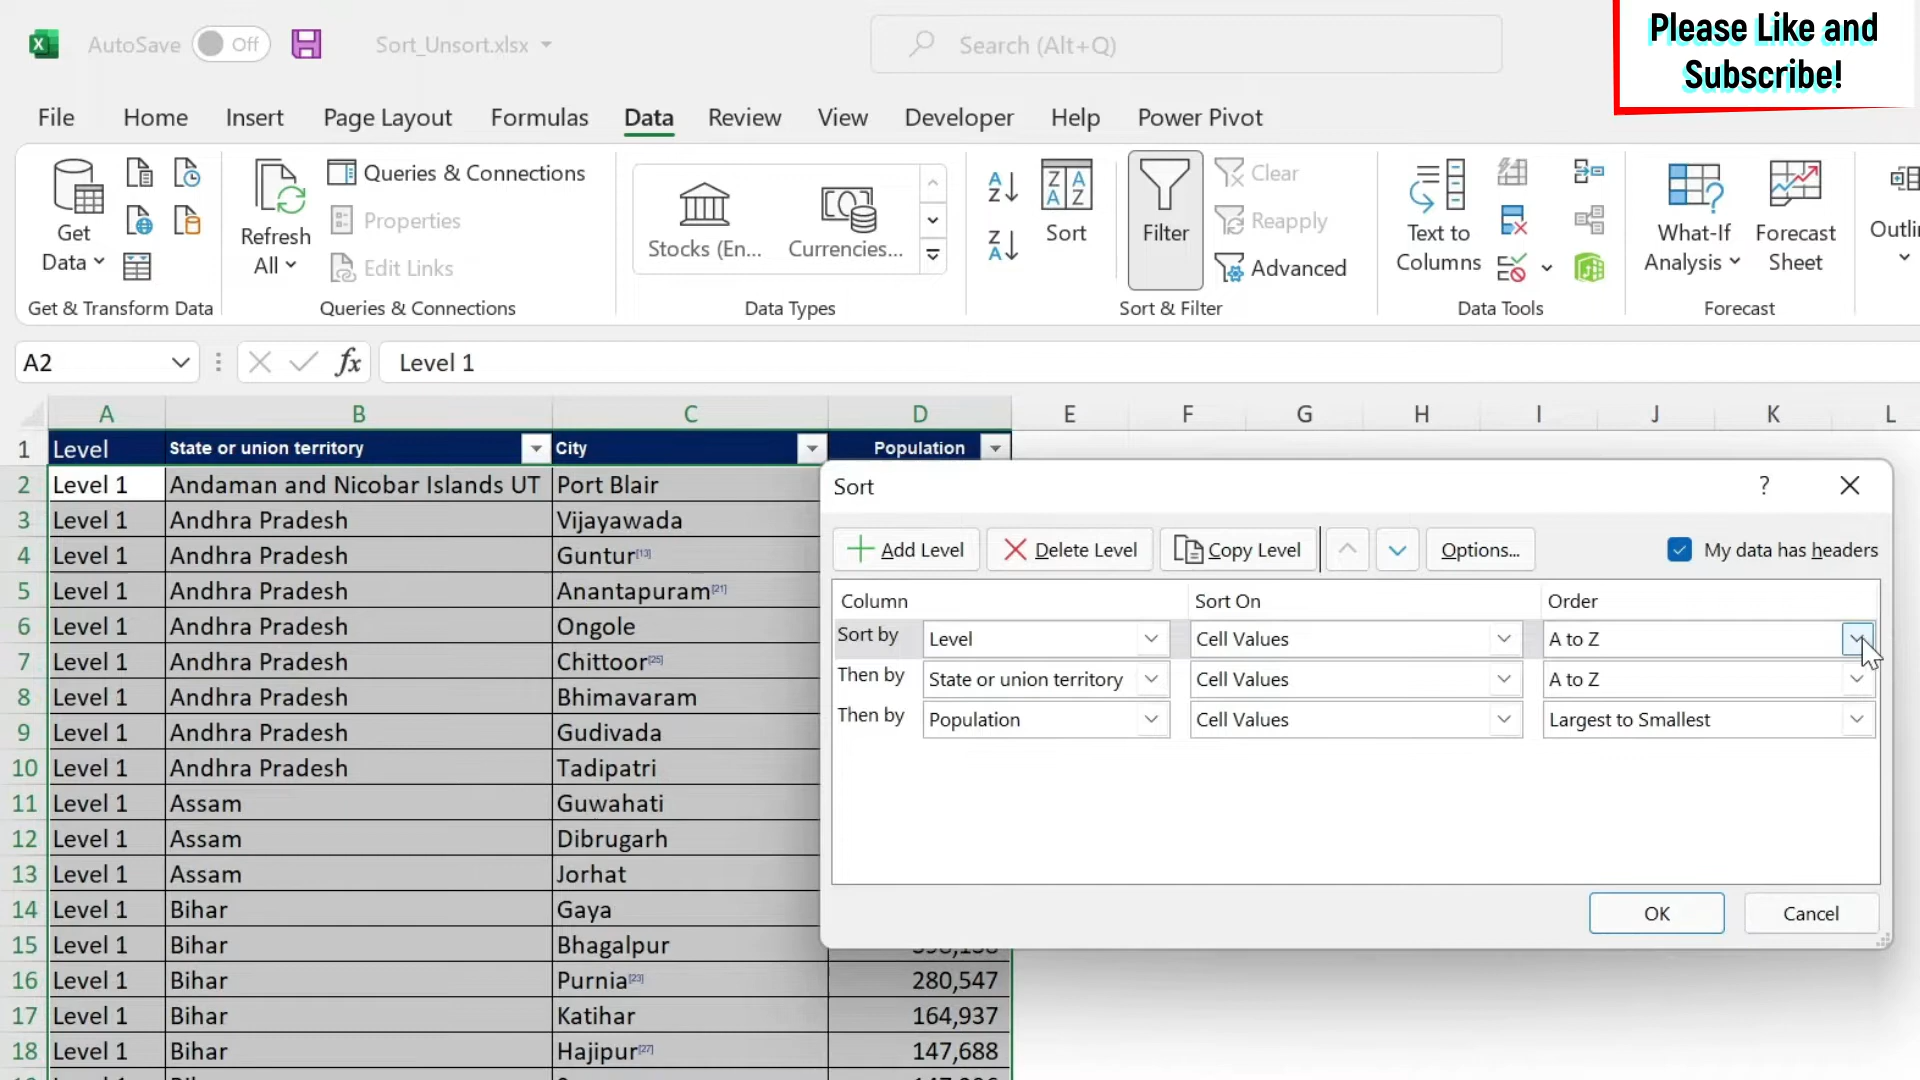 Please Like and
Subscribe!
AutoSave Off Sort_Unsort.xlsx Search (Alt+Q)
File Home Insert Page Layout Formulas Data Review View Developer Help Power Pivot
Get
Data
Refresh
All
Queries & Connections
Properties
Edit Links
Stocks (En... Currencies...
Sort
Filter
Clear
Reapply
Advanced
Text to
Columns
What-If
Analysis
Forecast
Sheet
Get & Transform Data Queries & Connections Data Types Sort & Filter Data Tools Forecast
A2 fx Level 1
A B C D E F G H I J K L
1 Level State or union territory City Population
2 Level 1 Andaman and Nicobar Islands UT Port Blair
3 Level 1 Andhra Pradesh Vijayawada
4 Level 1 Andhra Pradesh Guntur[13]
5 Level 1 Andhra Pradesh Anantapuram[21]
6 Level 1 Andhra Pradesh Ongole
7 Level 1 Andhra Pradesh Chittoor[25]
8 Level 1 Andhra Pradesh Bhimavaram
9 Level 1 Andhra Pradesh Gudivada
10 Level 1 Andhra Pradesh Tadipatri
11 Level 1 Assam Guwahati
12 Level 1 Assam Dibrugarh
13 Level 1 Assam Jorhat
14 Level 1 Bihar Gaya
15 Level 1 Bihar Bhagalpur
16 Level 1 Bihar Purnia[23] 280,547
17 Level 1 Bihar Katihar 164,937
18 Level 1 Bihar Hajipur[27] 147,688
Sort ?
Add Level Delete Level Copy Level Options... My data has headers
Column Sort On Order
Sort by Level Cell Values A to Z
Then by State or union territory Cell Values A to Z
Then by Population Cell Values Largest to Smallest
OK Cancel